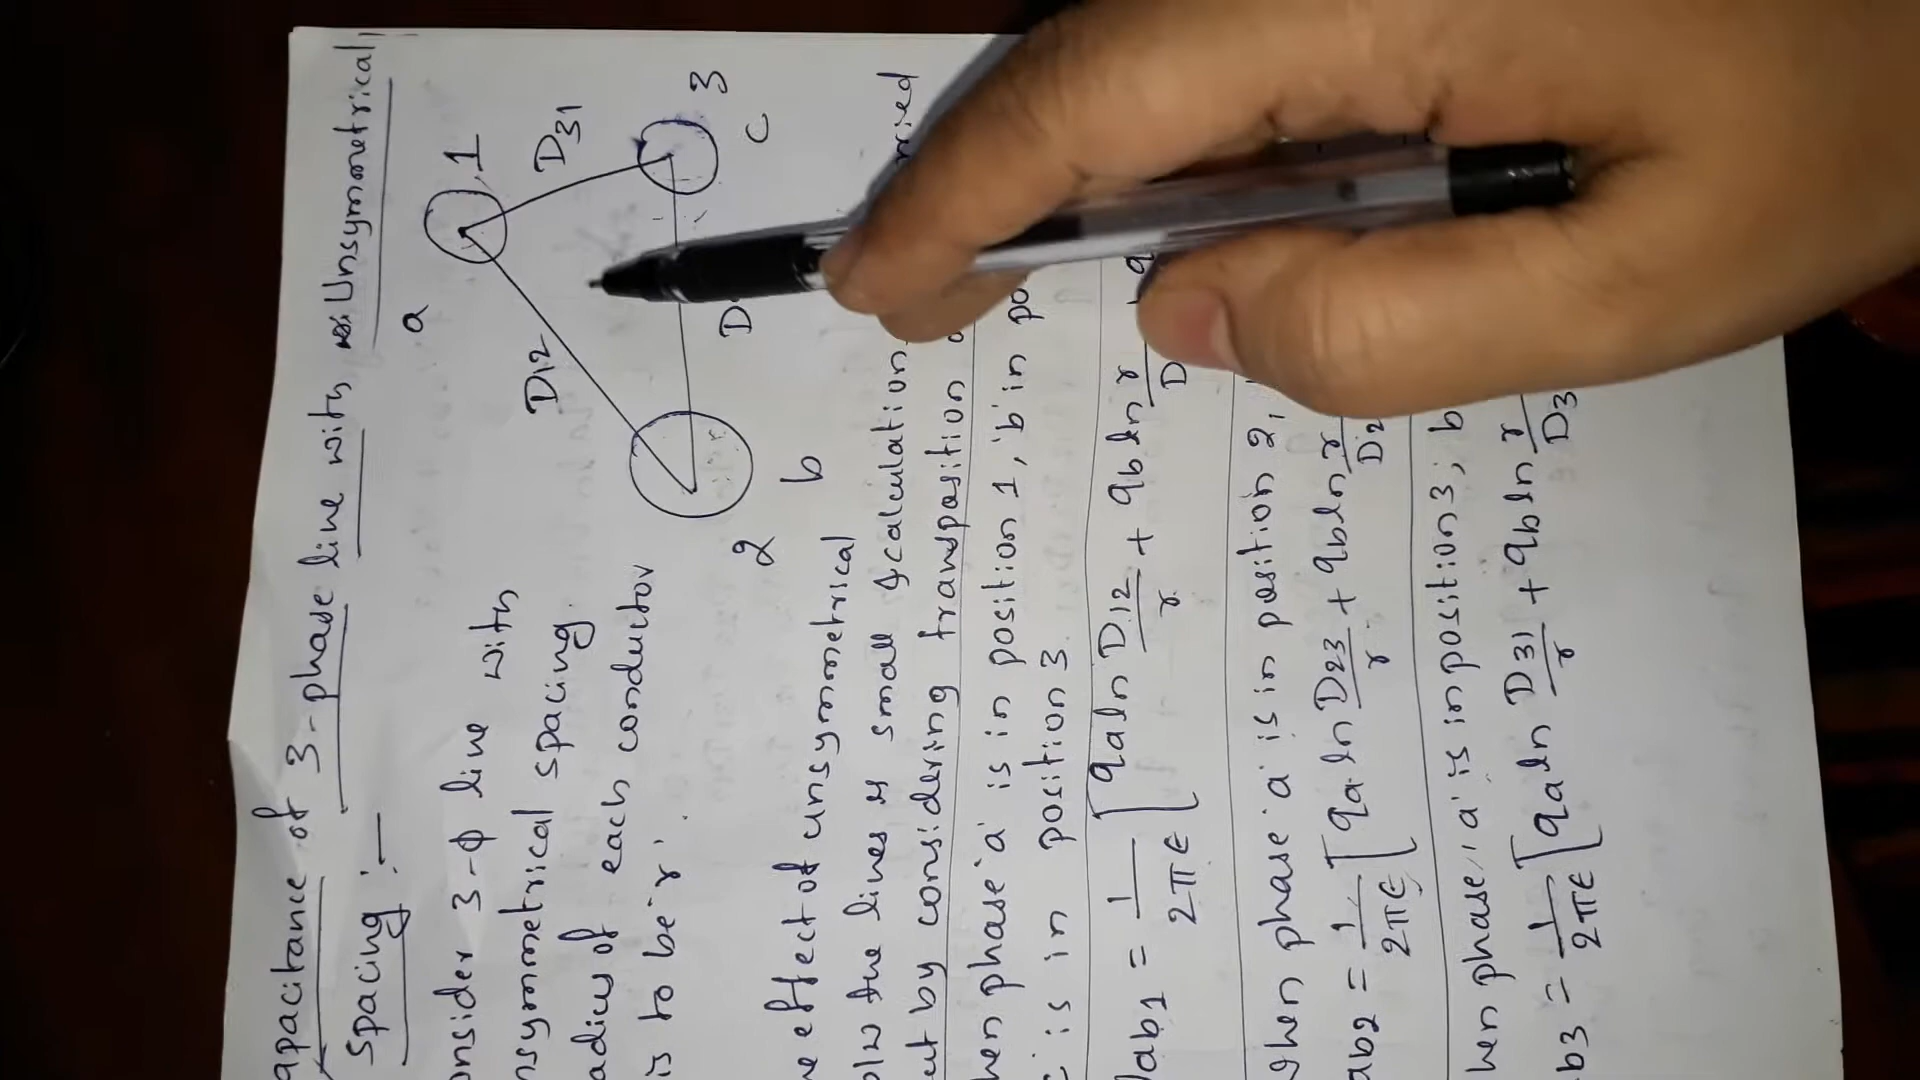 apacitance of 3-phase line with Unsymmetrical
spacing :-
onsider 3-ϕ line with
nsymmetrical spacing.
adius of each conductor
is to be 'r'.
a
1
D12
D31
D
2
b
3
c
e effect of unsymmetrical
the lines is small & calculation
ut by considering transposition
hen phase 'a' is in position 1, 'b' in po
c' is in position 3
ab1 = 1/2πϵ [qa ln D12/r + qb ln r/D
when phase 'a' is in position 2,
ab2 = 1/2πϵ [qa ln D23/r + qb ln r/D2
hen phase 'a' is in position 3, b
b3 = 1/2πϵ [qa ln D31/r + qb ln r/D3